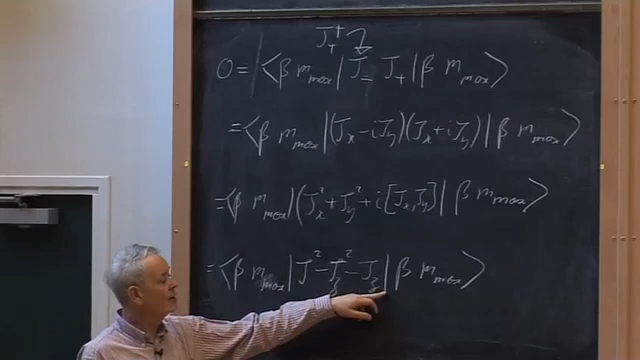 J₊† ↷
0 = ⟨β m_max | J₋ J₊ | β m_max⟩
= ⟨β m_max | (J_x − iJ_y)(J_x + iJ_y) | β m_max⟩
= ⟨β m_max | (J_x² + J_y² + i[J_x, J_y] | β m_max⟩
= ⟨β m_max | J² − J_z² − J_z | β m_max⟩